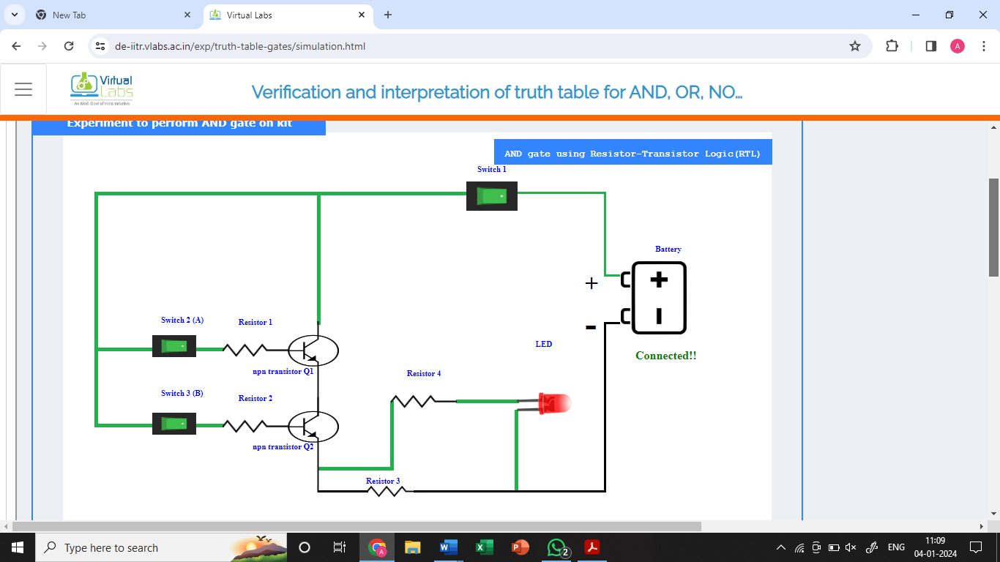 New Tab
Virtual Labs
de-iitr.vlabs.ac.in/exp/truth-table-gates/simulation.html
A
Virtual
Labs
An MoE Govt of India Initiative
Verification and interpretation of truth table for AND, OR, NO...
Experiment to perform AND gate on kit
AND gate using Resistor-Transistor Logic(RTL)
Switch 1
Battery
+
+
-
Switch 2 (A)
Resistor 1
LED
Connected!!
npn transistor Q1
Resistor 4
Switch 3 (B)
Resistor 2
npn transistor Q2
Resistor 3
Type here to search
A
2
ENG
11:09
04-01-2024